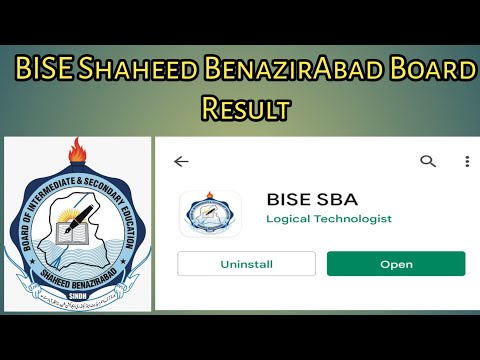 BISE Shaheed BenazirAbad Board
Result
BOARD OF INTERMEDIATE & SECONDARY EDUCATION
SHAHEED BENAZIRABAD
SINDH
BISE SBA
Logical Technologist
Uninstall
Open